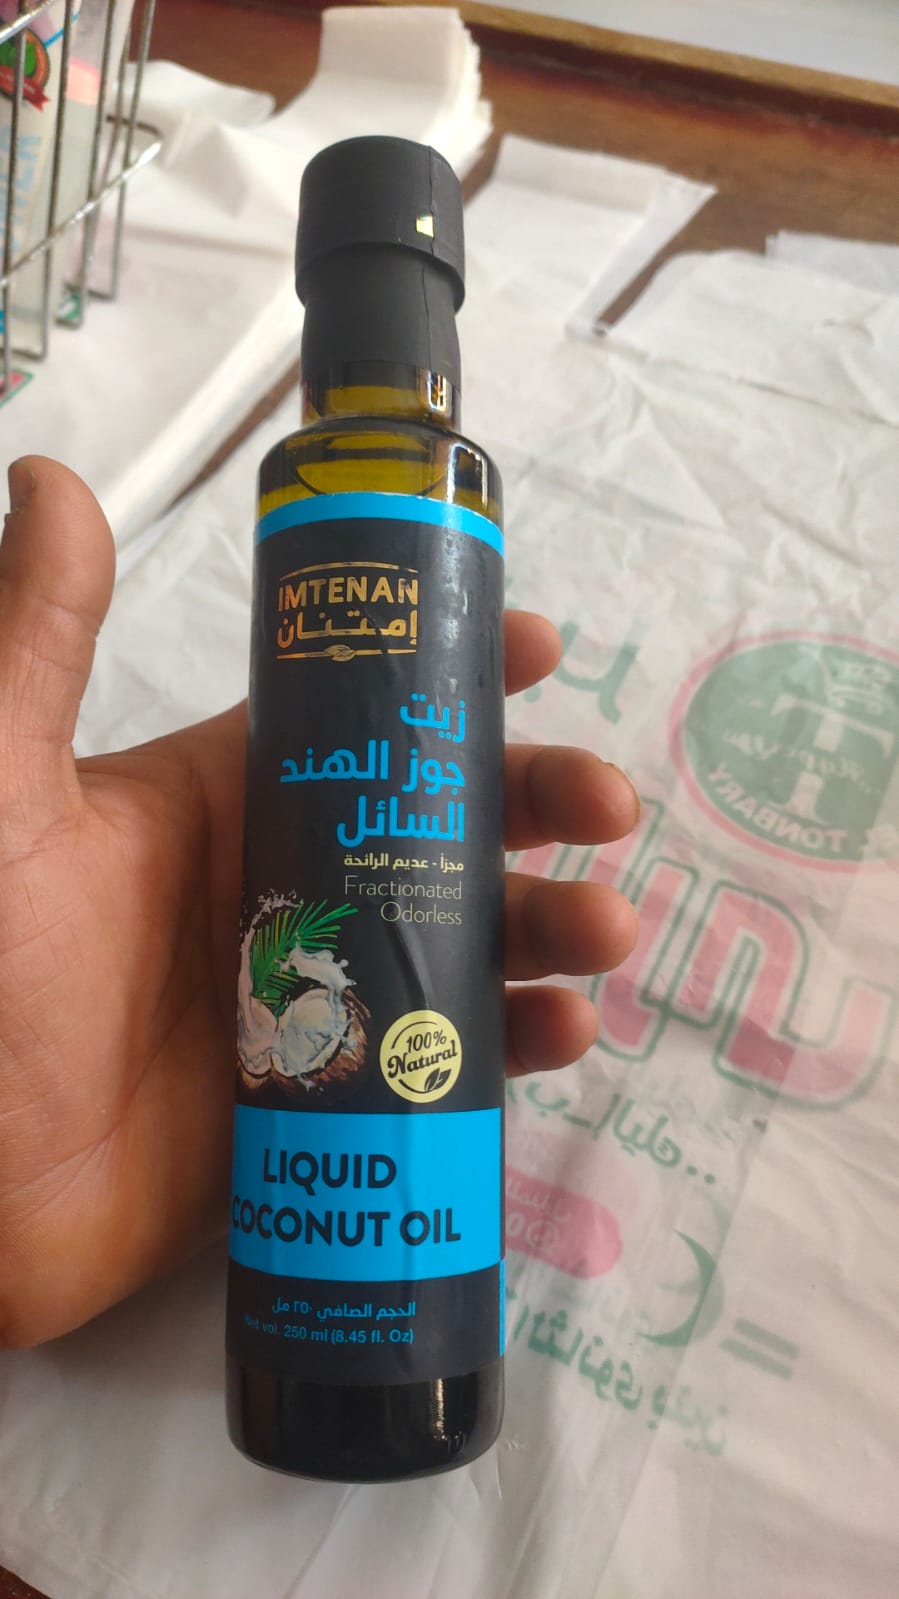 IMTENAN
إمتنان
زيت
جوز الهند
السائل
مجزأ - عديم الرائحة
Fractionated
Odorless
100%
Natural
LIQUID
COCONUT OIL
الحجم الصافي ٢٥٠ مل
Net vol. 250 ml (8.45 fl. Oz)
T
TONBARY